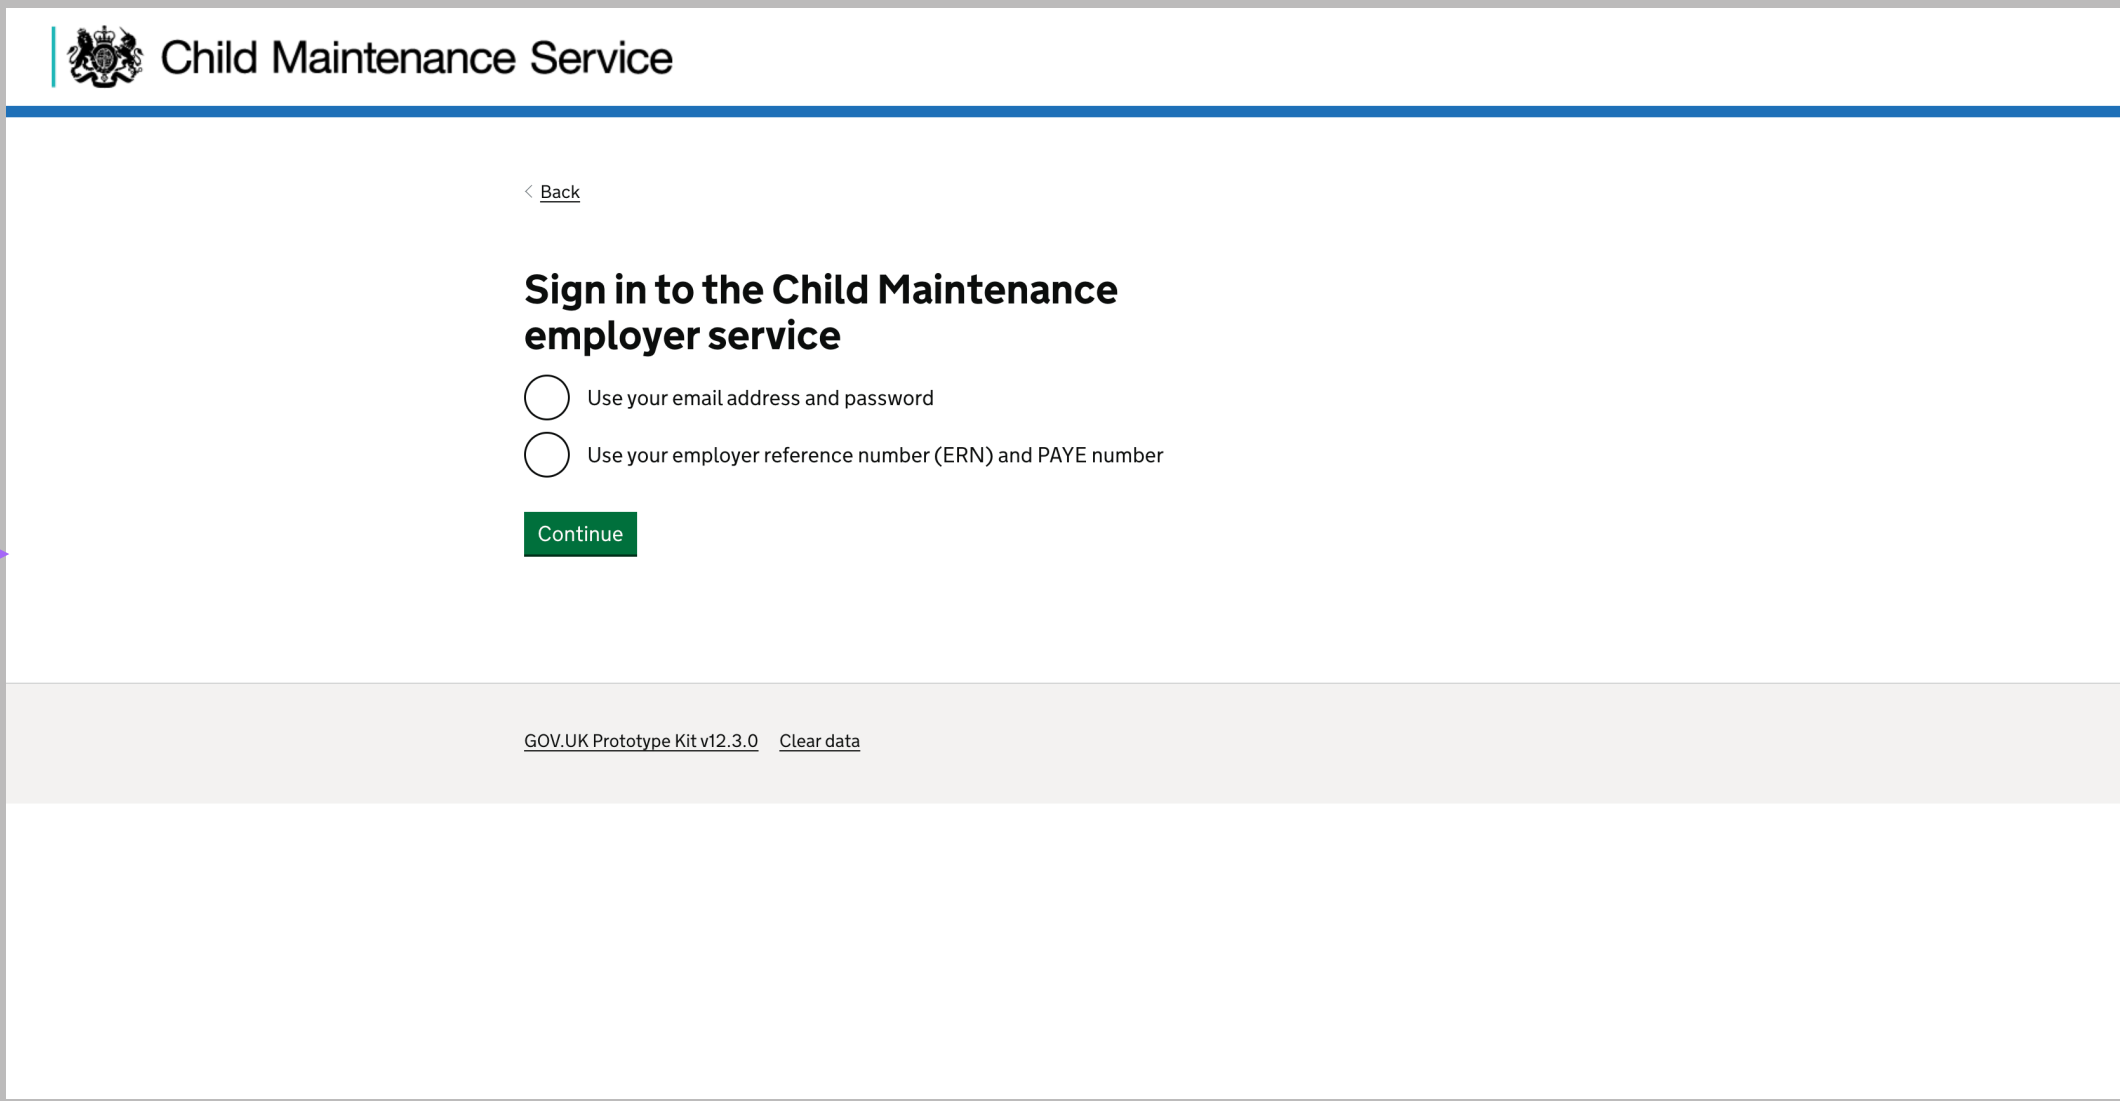 Child Maintenance Service
Back
Sign in to the Child Maintenance
employer service
Use your email address and password
Use your employer reference number (ERN) and PAYE number
Continue
GOV.UK Prototype Kit v12.3.0 Clear data